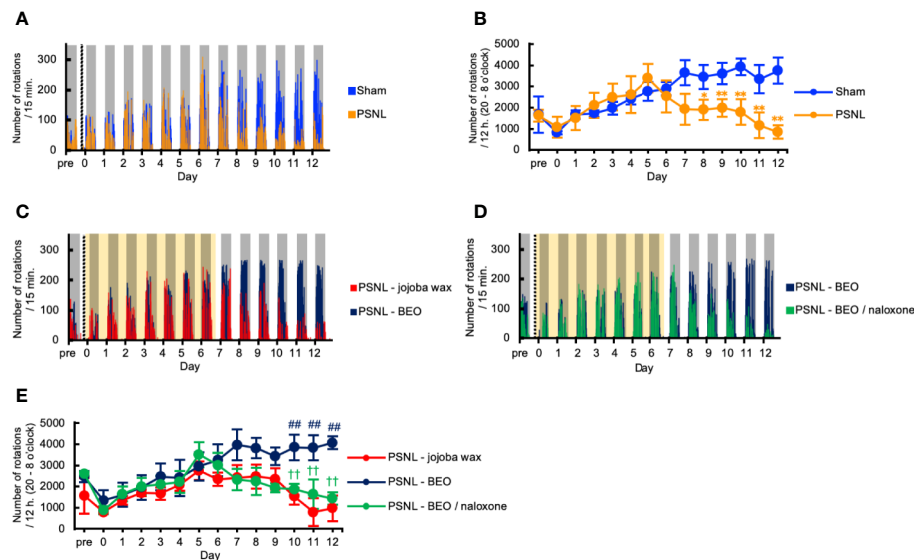 A
Number of rotations
/ 15 min.
300
200
100
0
pre 0 1 2 3 4 5 6 7 8 9 10 11 12
Day
Sham
PSNL
B
Number of rotations
/ 12 h. (20 - 8 o'clock)
5000
4000
3000
2000
1000
0
* ** ** ** **
pre 0 1 2 3 4 5 6 7 8 9 10 11 12
Day
Sham
PSNL
C
Number of rotations
/ 15 min.
300
200
100
0
pre 0 1 2 3 4 5 6 7 8 9 10 11 12
Day
PSNL - jojoba wax
PSNL - BEO
D
Number of rotations
/ 15 min.
300
200
100
0
pre 0 1 2 3 4 5 6 7 8 9 10 11 12
Day
PSNL - BEO
PSNL - BEO / naloxone
E
Number of rotations
/ 12 h. (20 - 8 o'clock)
5000
4000
3000
2000
1000
0
## ## ##
†† †† ††
pre 0 1 2 3 4 5 6 7 8 9 10 11 12
Day
PSNL - jojoba wax
PSNL - BEO
PSNL - BEO / naloxone